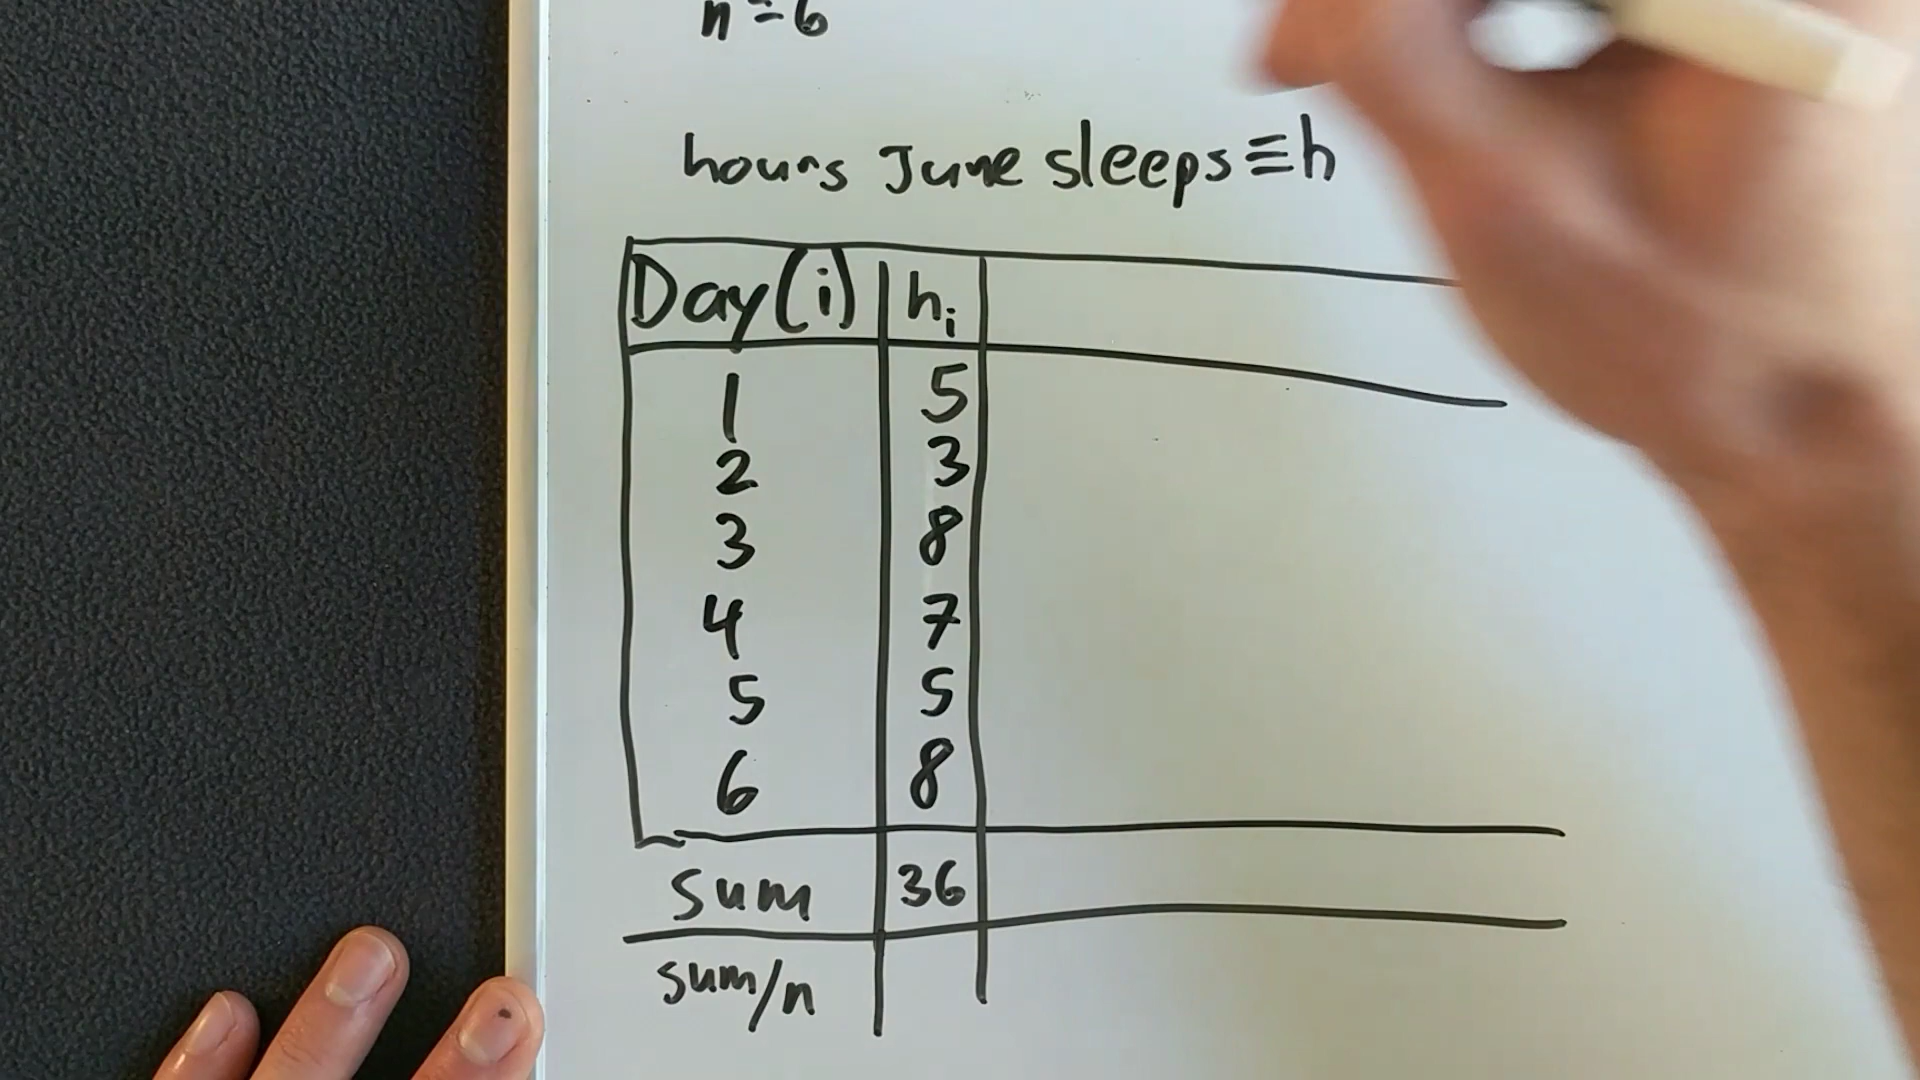 n=6
hours June sleeps≡h
Day(i) hi
1 5
2 3
3 8
4 7
5 5
6 8
sum 36
sum/n